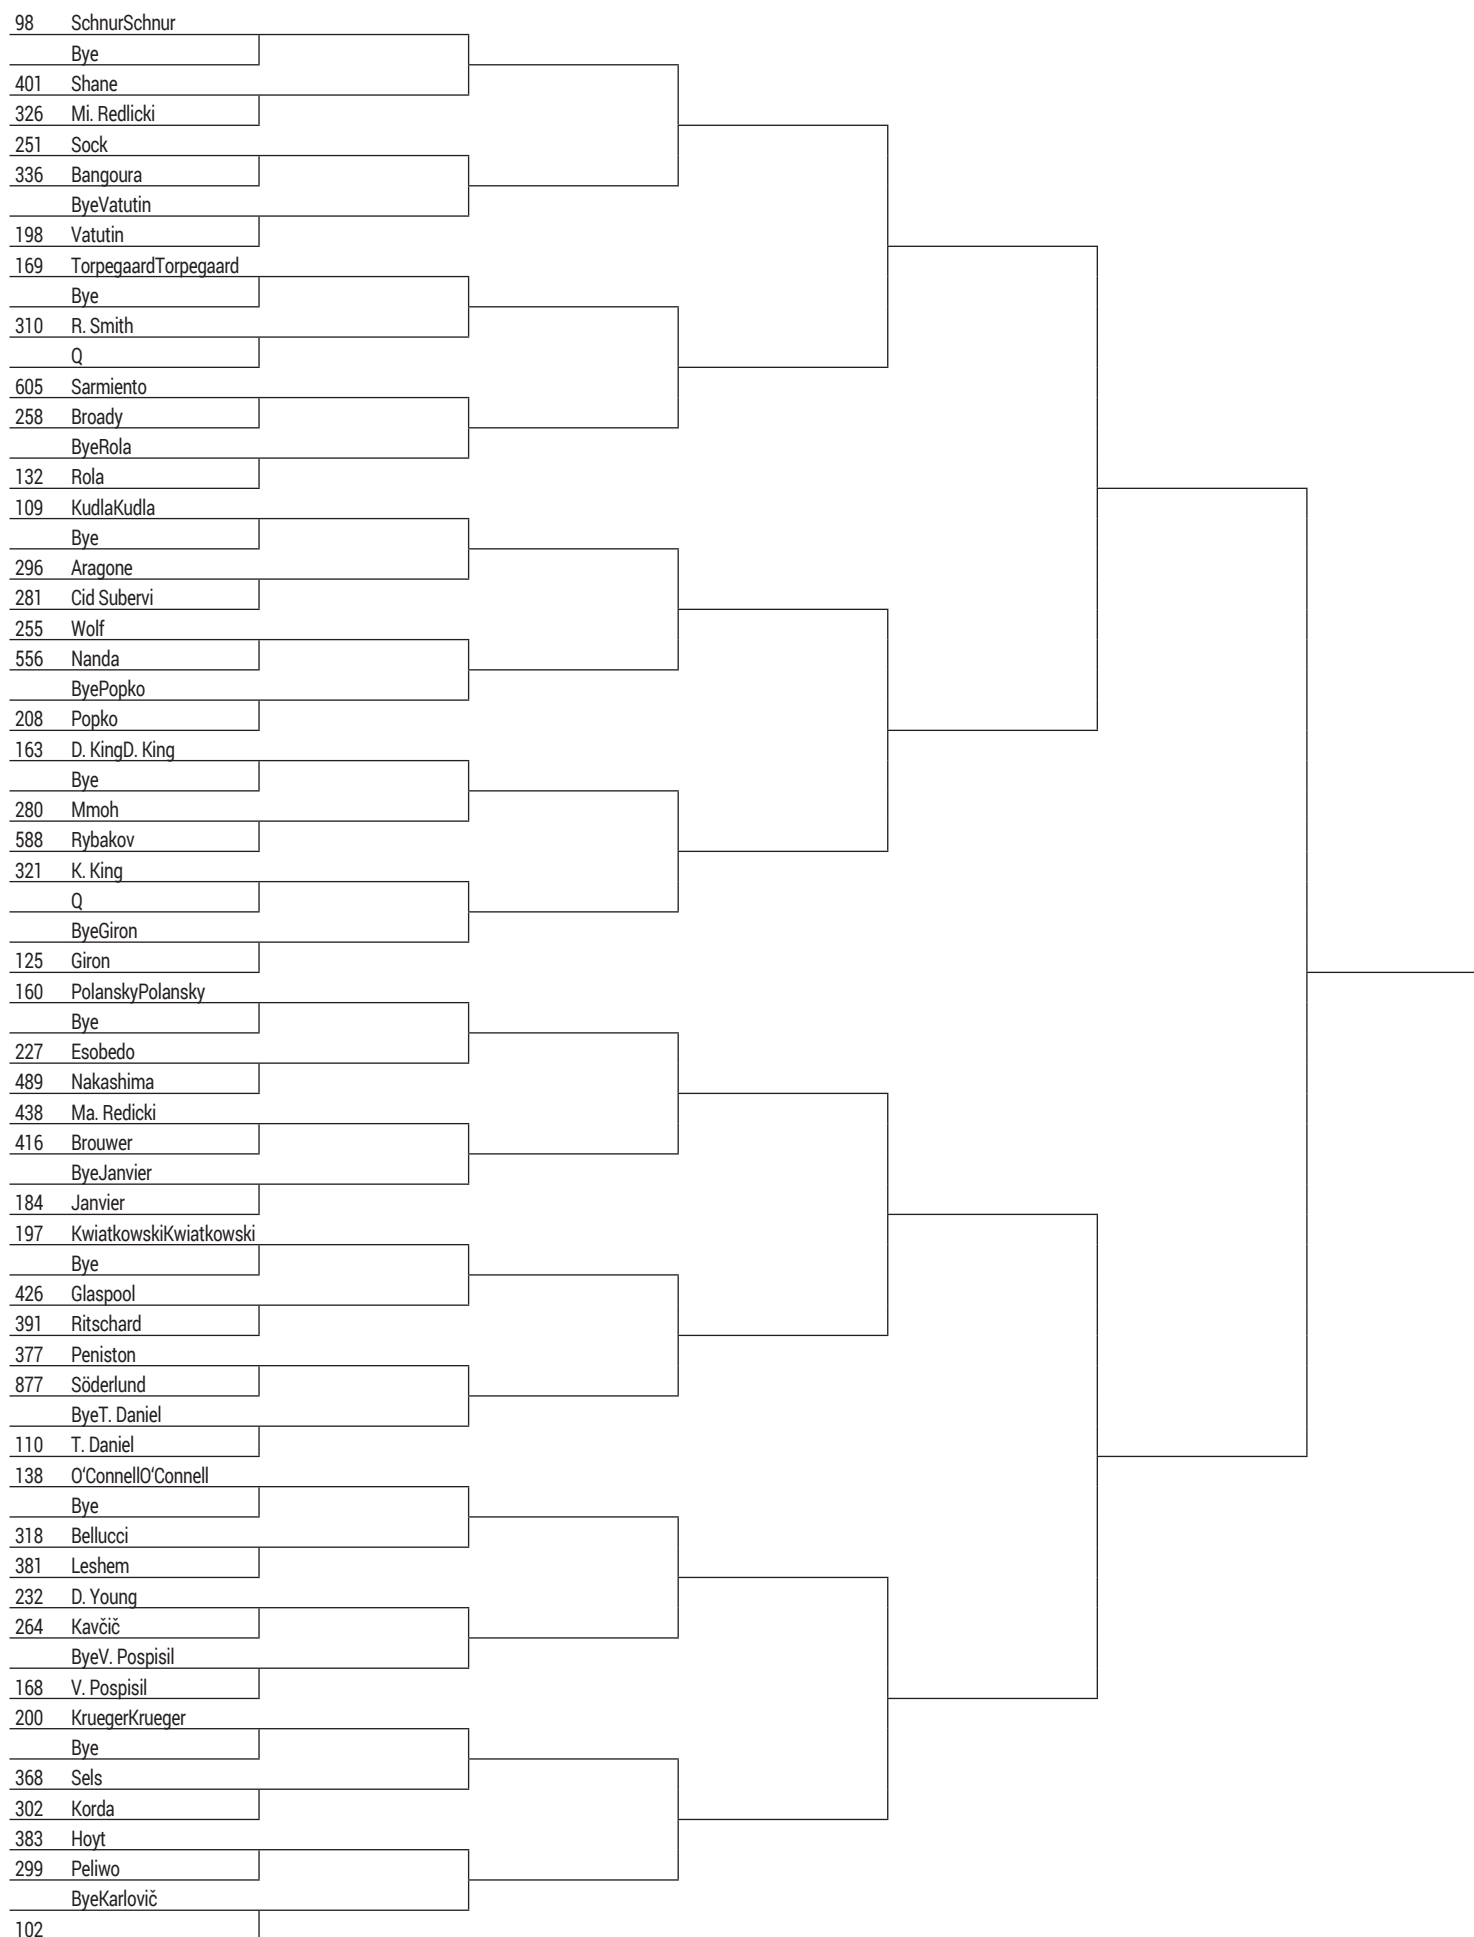 98 SchnurSchnur
Bye
401 Shane
326 Mi. Redlicki
251 Sock
336 Bangoura
ByeVatutin
198 Vatutin
169 TorpegaardTorpegaard
Bye
310 R. Smith
Q
605 Sarmiento
258 Broady
ByeRola
132 Rola
109 KudlaKudla
Bye
296 Aragone
281 Cid Subervi
255 Wolf
556 Nanda
ByePopko
208 Popko
163 D. KingD. King
Bye
280 Mmoh
588 Rybakov
321 K. King
Q
ByeGiron
125 Giron
160 PolanskyPolansky
Bye
227 Esobedo
489 Nakashima
438 Ma. Redicki
416 Brouwer
ByeJanvier
184 Janvier
197 KwiatkowskiKwiatkowski
Bye
426 Glaspool
391 Ritschard
377 Peniston
877 Söderlund
ByeT. Daniel
110 T. Daniel
138 O'ConnellO'Connell
Bye
318 Bellucci
381 Leshem
232 D. Young
264 Kavčič
ByeV. Pospisil
168 V. Pospisil
200 KruegerKrueger
Bye
368 Sels
302 Korda
383 Hoyt
299 Peliwo
ByeKarlovič
102